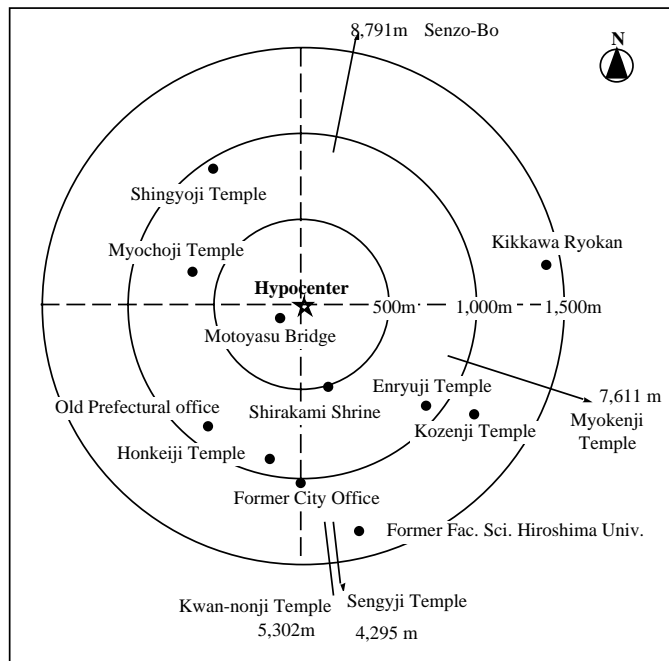 8,791m Senzo-Bo
N
Shingyoji Temple
Kikkawa Ryokan
Myochoji Temple
Hypocenter
500m
1,000m
1,500m
Motoyasu Bridge
Enryuji Temple
7,611 m
Myokenji
Temple
Old Prefectural office
Shirakami Shrine
Kozenji Temple
Honkeiji Temple
Former City Office
Former Fac. Sci. Hiroshima Univ.
Kwan-nonji Temple
5,302m
Sengyji Temple
4,295 m